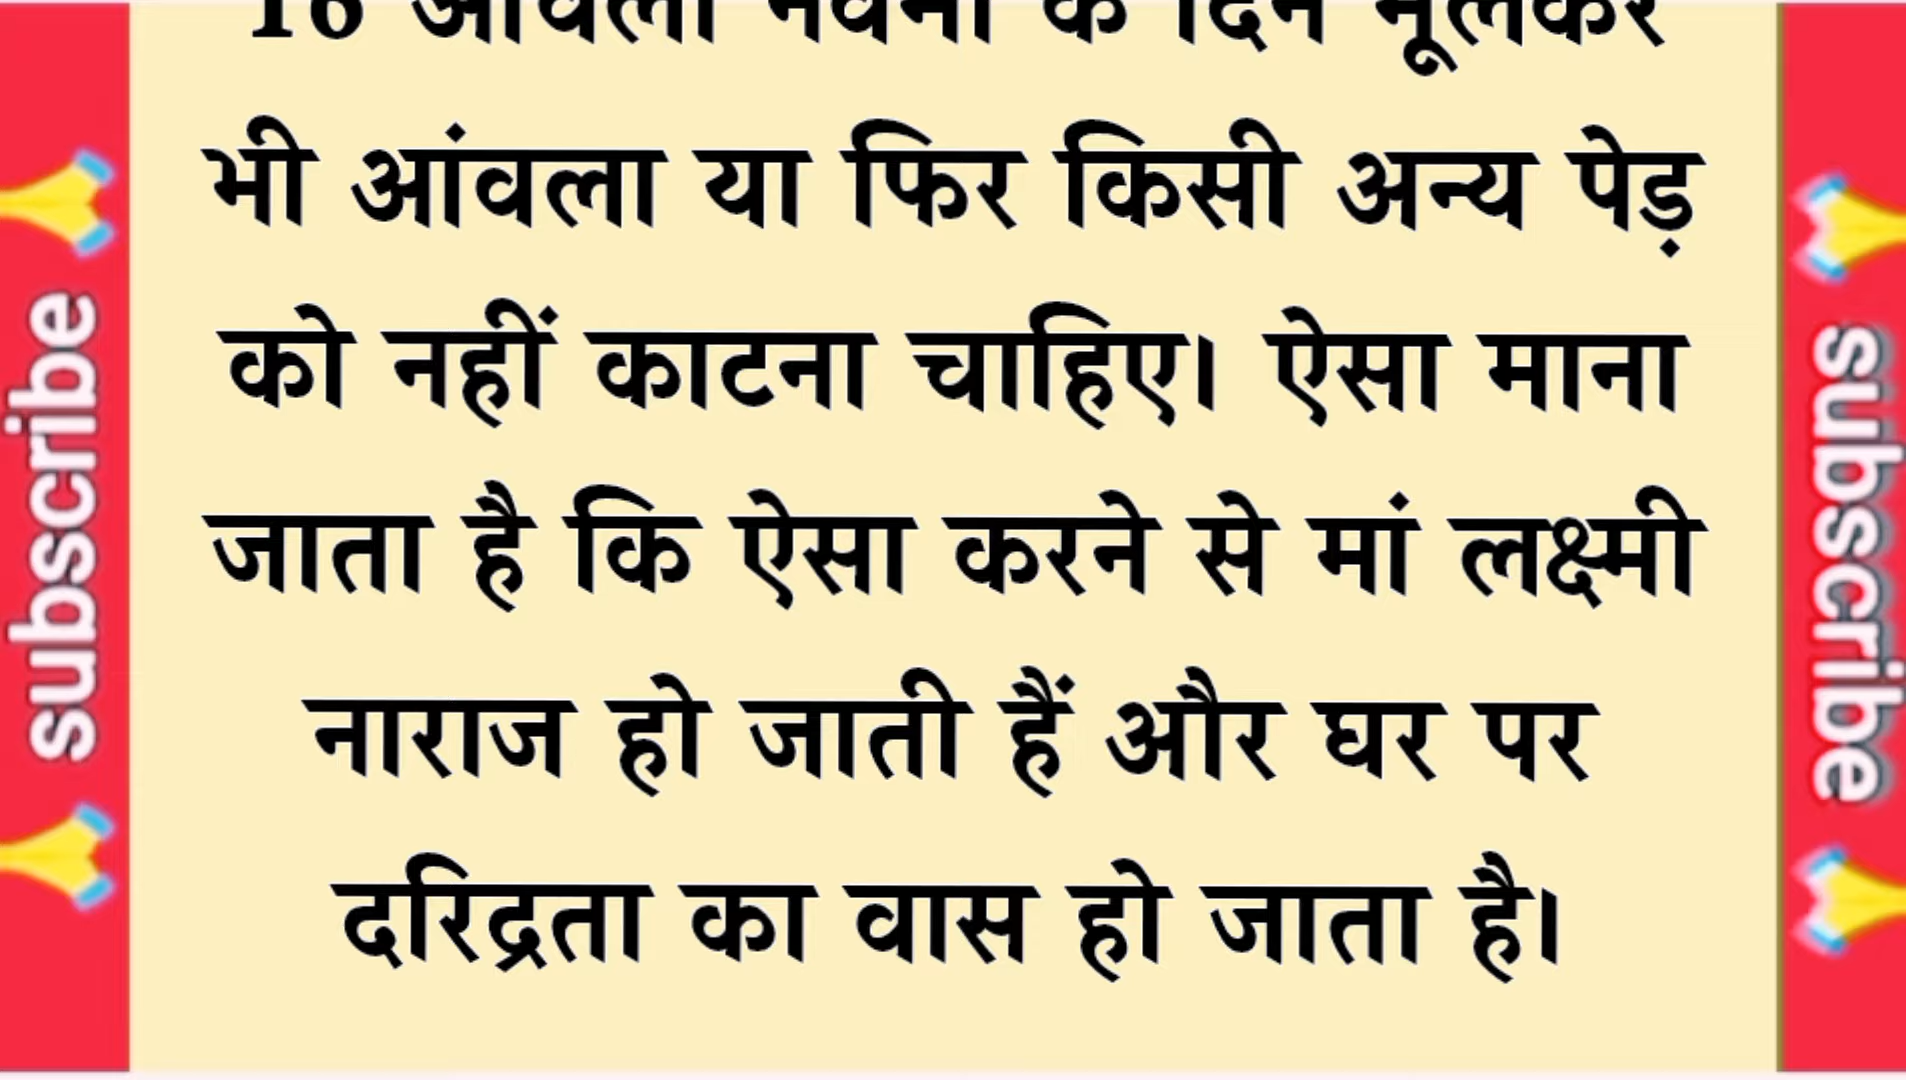 16 आंवला नवमी के दिन भूलकर
भी आंवला या फिर किसी अन्य पेड़
को नहीं काटना चाहिए। ऐसा माना
जाता है कि ऐसा करने से मां लक्ष्मी
नाराज हो जाती हैं और घर पर
दरिद्रता का वास हो जाता है।
subscribe
subscribe